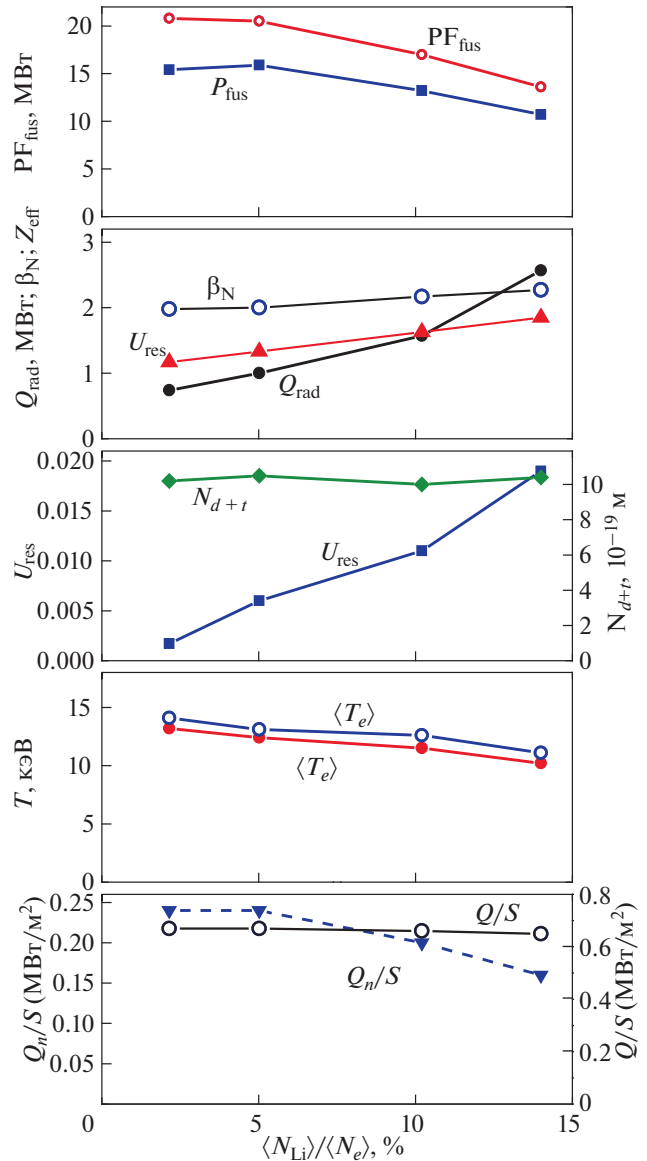 20
15
10
5
0
PF_fus, МВт
PF_fus
P_fus
3
2
1
0
Q_rad, МВт; β_N; Z_eff
β_N
U_res
Q_rad
0.020
0.015
0.010
0.005
0.000
U_res
N_{d + t}
U_res
10
8
6
4
2
0
N_{d+t}, 10^{–19} м
15
10
5
0
T, кэВ
⟨T_e⟩
⟨T_e⟩
0.25
0.20
0.15
0.10
0.05
Q_n/S (МВт/м²)
Q/S
Q_n/S
0.8
0.6
0.4
0.2
0
Q/S (МВт/м²)
0 5 10 15
⟨N_Li⟩/⟨N_e⟩, %